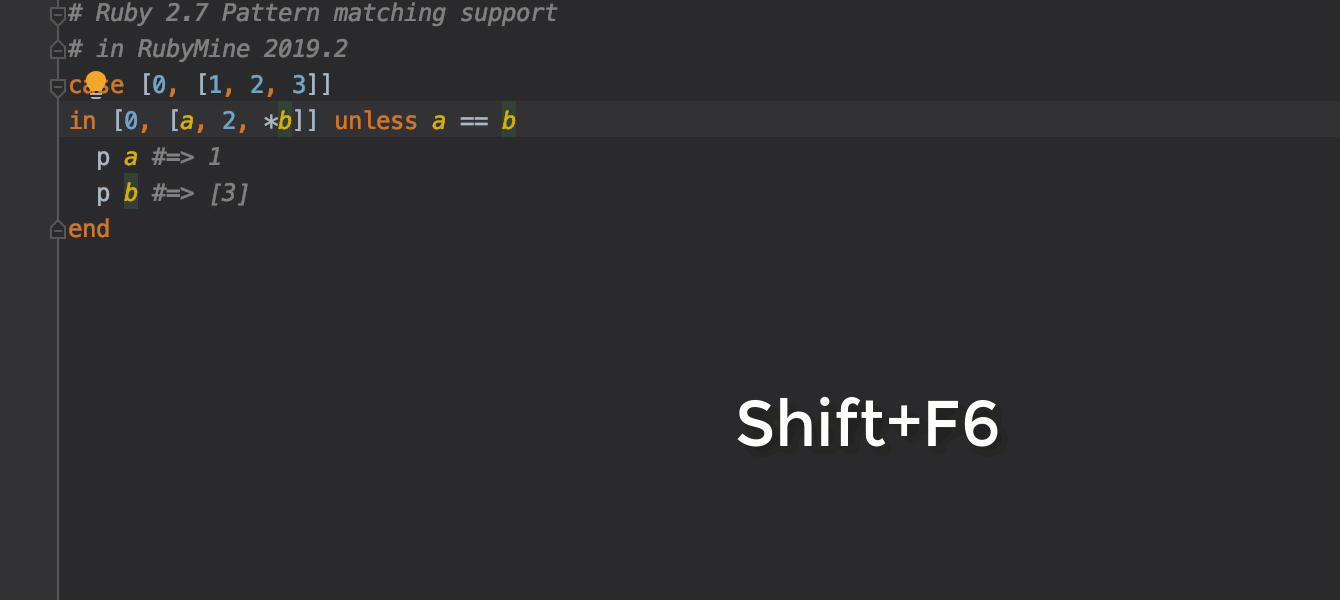 # Ruby 2.7 Pattern matching support
# in RubyMine 2019.2
case [0, [1, 2, 3]]
in [0, [a, 2, *b]] unless a == b
  p a #=> 1
  p b #=> [3]
end
Shift+F6